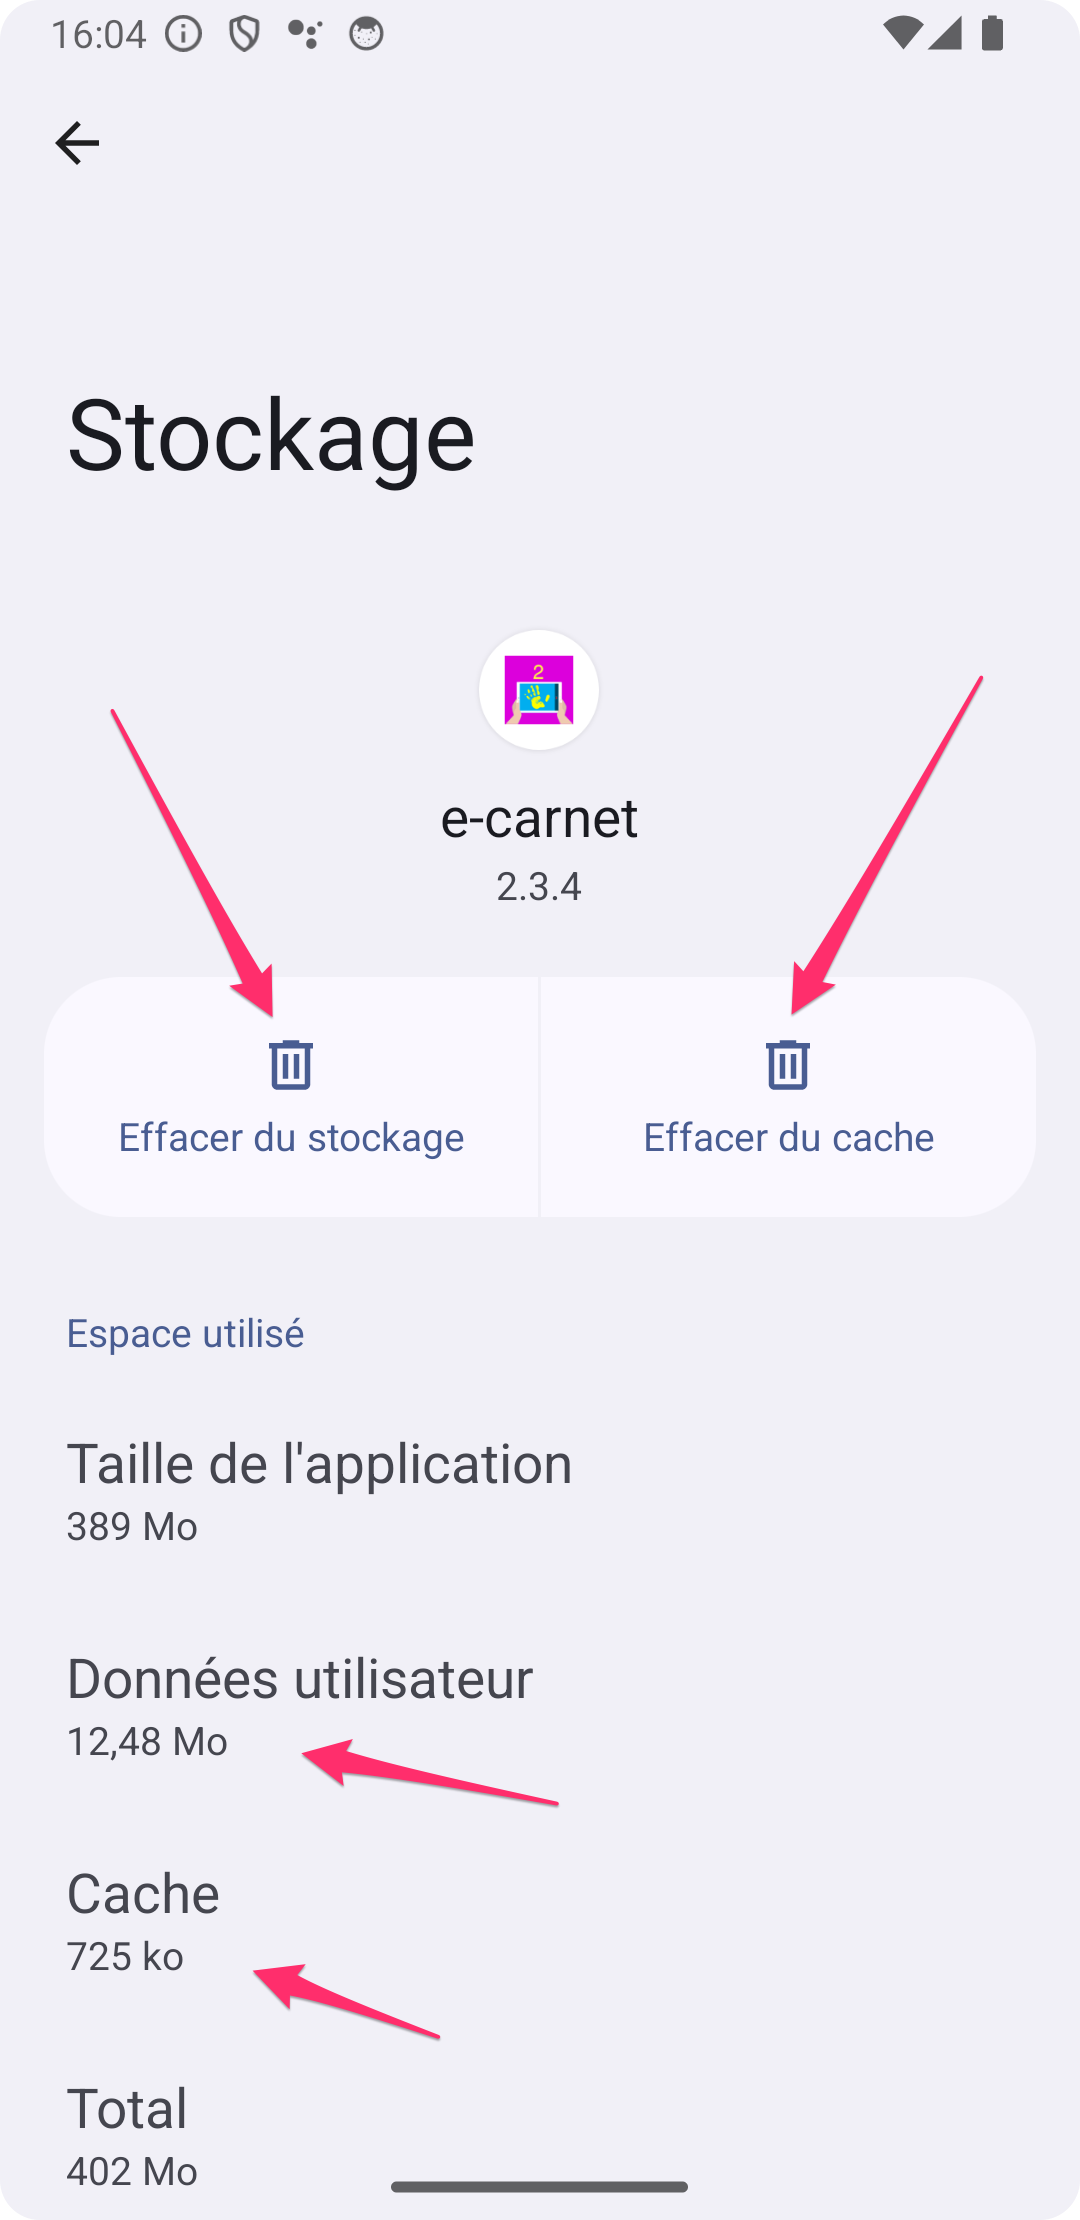 16:04
Stockage
2
e-carnet
2.3.4
Effacer du stockage
Effacer du cache
Espace utilisé
Taille de l'application
389 Mo
Données utilisateur
12,48 Mo
Cache
725 ko
Total
402 Mo